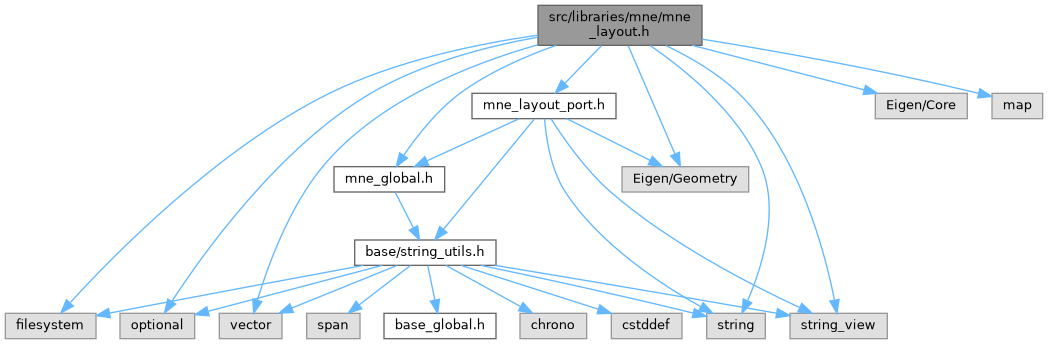 src/libraries/mne/mne
_layout.h
mne_layout_port.h
Eigen/Core
map
mne_global.h
Eigen/Geometry
base/string_utils.h
filesystem
optional
vector
span
base_global.h
chrono
cstddef
string
string_view